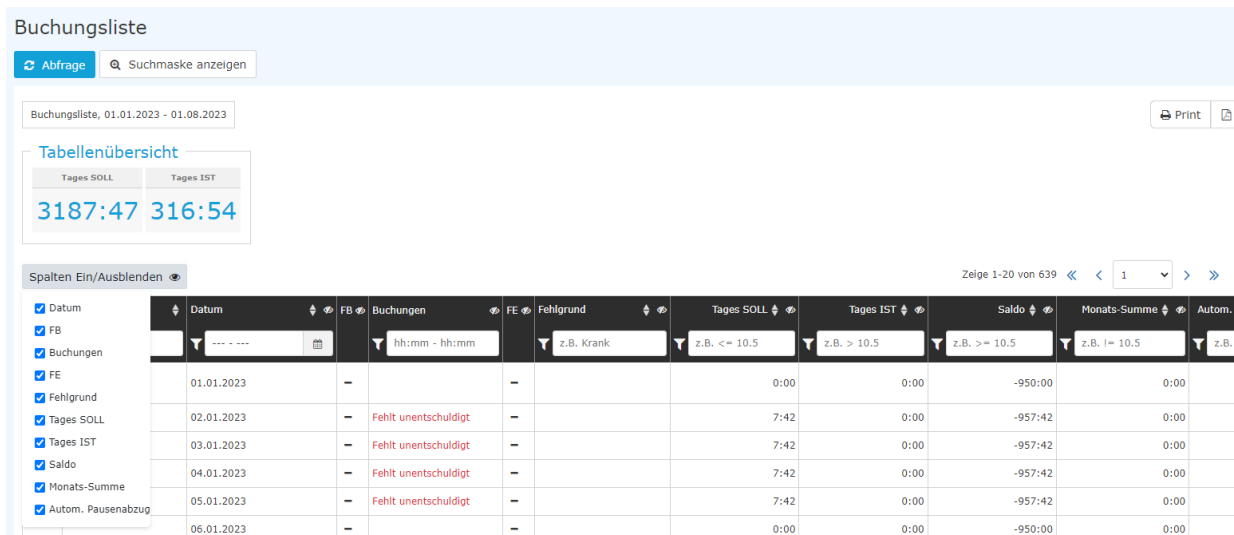 Buchungsliste
Abfrage Suchmaske anzeigen
Buchungsliste, 01.01.2023 - 01.08.2023
Print
Tabellenübersicht
Tages SOLL Tages IST
3187:47 316:54
Spalten Ein/Ausblenden
Zeige 1-20 von 639 « < 1 > »
Datum
FB
Buchungen
FE
Fehlgrund
Tages SOLL
Tages IST
Saldo
Monats-Summe
Autom. Pausenabzug
Datum FB Buchungen FE Fehlgrund Tages SOLL Tages IST Saldo Monats-Summe Autom.
--- - --- hh:mm - hh:mm z.B. Krank z.B. <= 10.5 z.B. > 10.5 z.B. >= 10.5 z.B. != 10.5 z.B.
01.01.2023 – – 0:00 0:00 -950:00 0:00
02.01.2023 – Fehlt unentschuldigt – 7:42 0:00 -957:42 0:00
03.01.2023 – Fehlt unentschuldigt – 7:42 0:00 -957:42 0:00
04.01.2023 – Fehlt unentschuldigt – 7:42 0:00 -957:42 0:00
05.01.2023 – Fehlt unentschuldigt – 7:42 0:00 -957:42 0:00
06.01.2023 – – 0:00 0:00 -950:00 0:00